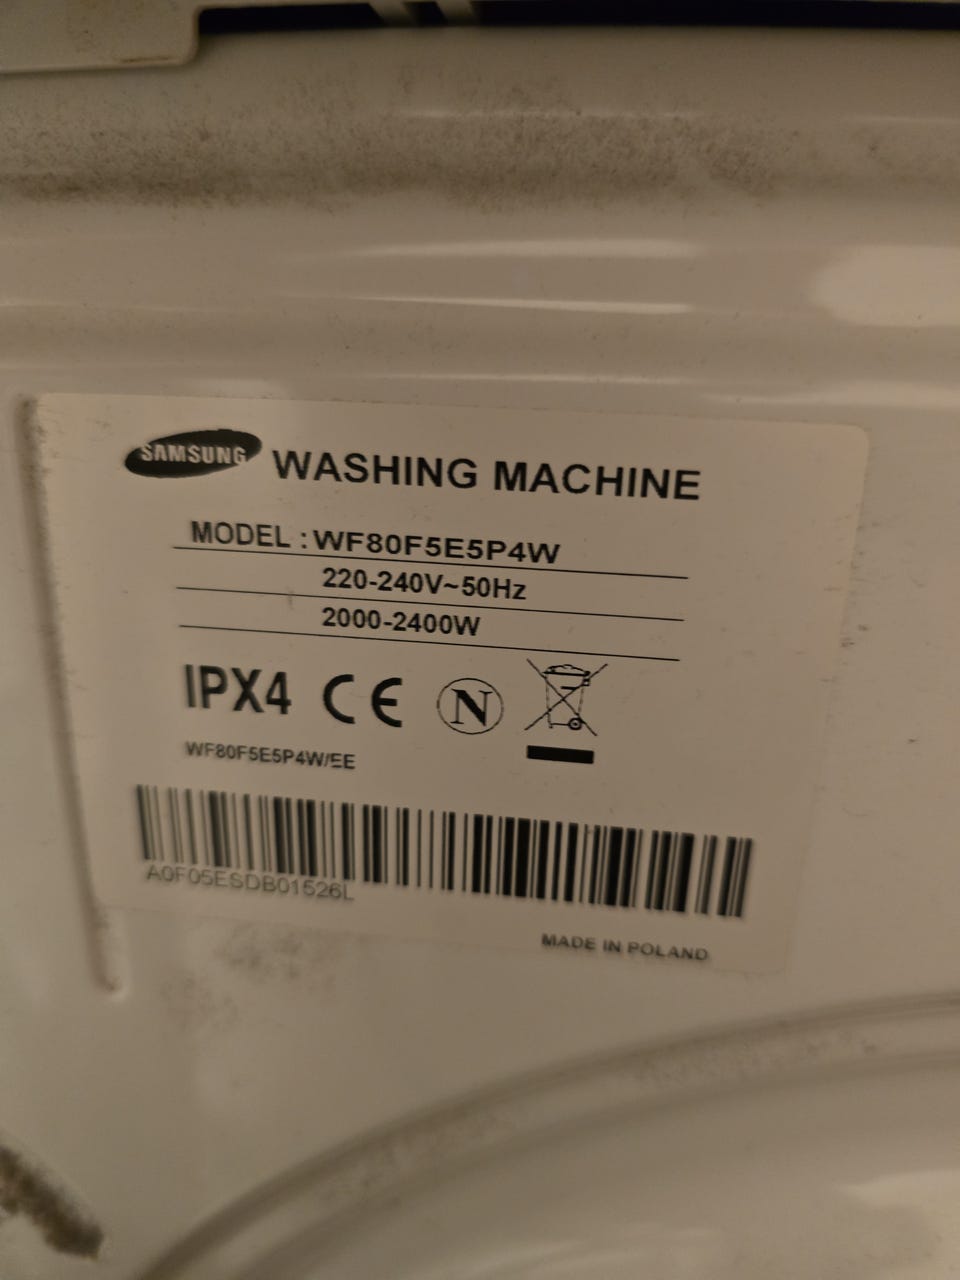 SAMSUNG WASHING MACHINE
MODEL : WF80F5E5P4W
220-240V~50Hz
2000-2400W
IPX4 CE N
WF80F5E5P4W/EE
A0F05ESDB01526L
MADE IN POLAND